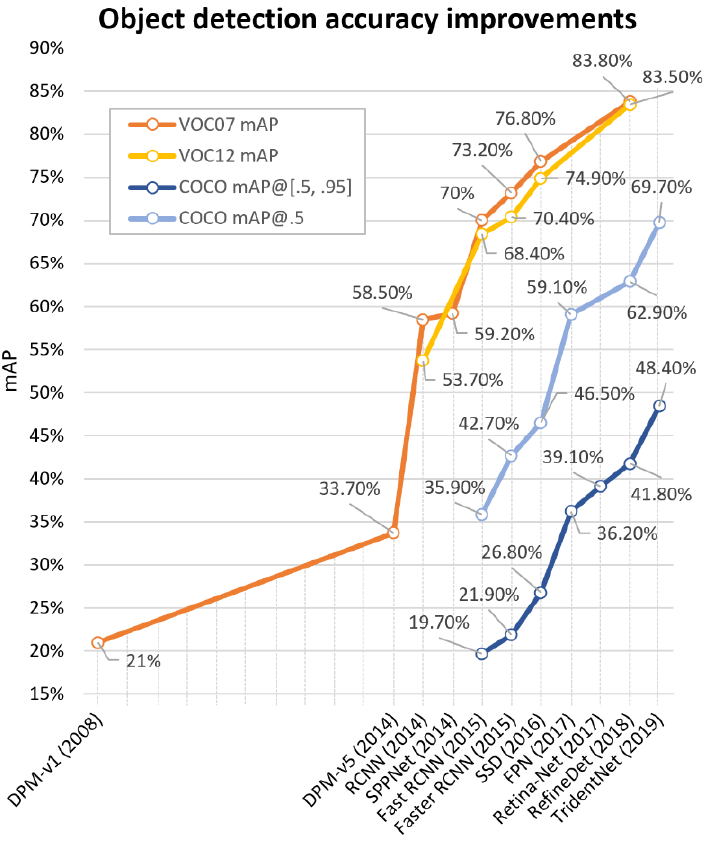 Object detection accuracy improvements
90%
85%
80%
75%
70%
65%
60%
55%
50%
45%
40%
35%
30%
25%
20%
15%
mAP
VOC07 mAP
VOC12 mAP
COCO mAP@[.5, .95]
COCO mAP@.5
83.80%
83.50%
76.80%
73.20%
74.90%
69.70%
70%
70.40%
68.40%
59.10%
58.50%
62.90%
59.20%
53.70%
48.40%
46.50%
42.70%
39.10%
33.70%
35.90%
41.80%
36.20%
26.80%
21.90%
19.70%
21%
DPM-v1 (2008)
DPM-v5 (2014)
RCNN (2014)
SPPNet (2014)
Fast RCNN (2015)
Faster RCNN (2015)
SSD (2016)
FPN (2017)
Retina-Net (2017)
RefineDet (2018)
TridentNet (2019)